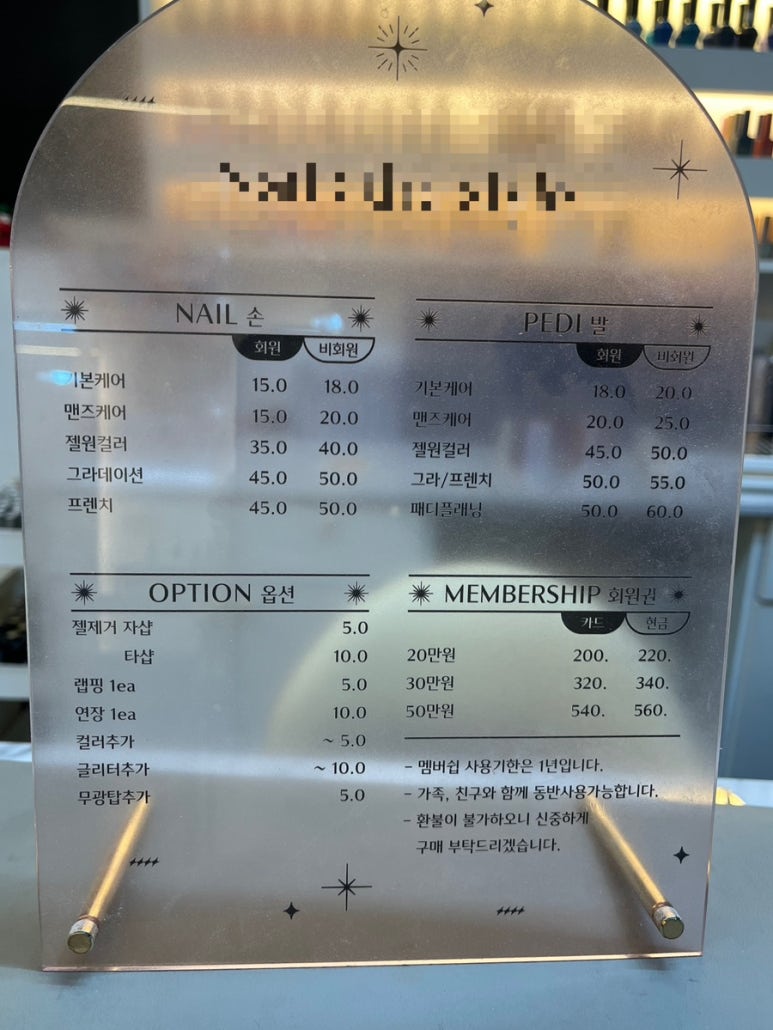 NAIL 손
회원 비회원
기본케어 15.0 18.0
맨즈케어 15.0 20.0
젤원컬러 35.0 40.0
그라데이션 45.0 50.0
프렌치 45.0 50.0
PEDI 발
회원 비회원
기본케어 18.0 20.0
맨즈케어 20.0 25.0
젤원컬러 45.0 50.0
그라/프렌치 50.0 55.0
패디플래닝 50.0 60.0
OPTION 옵션
젤제거 자샵 5.0
타샵 10.0
랩핑 1ea 5.0
연장 1ea 10.0
컬러추가 ~ 5.0
글리터추가 ~ 10.0
무광탑추가 5.0
MEMBERSHIP 회원권
카드 현금
20만원 200. 220.
30만원 320. 340.
50만원 540. 560.
- 멤버쉽 사용기한은 1년입니다.
- 가족, 친구와 함께 동반사용가능합니다.
- 환불이 불가하오니 신중하게
구매 부탁드리겠습니다.